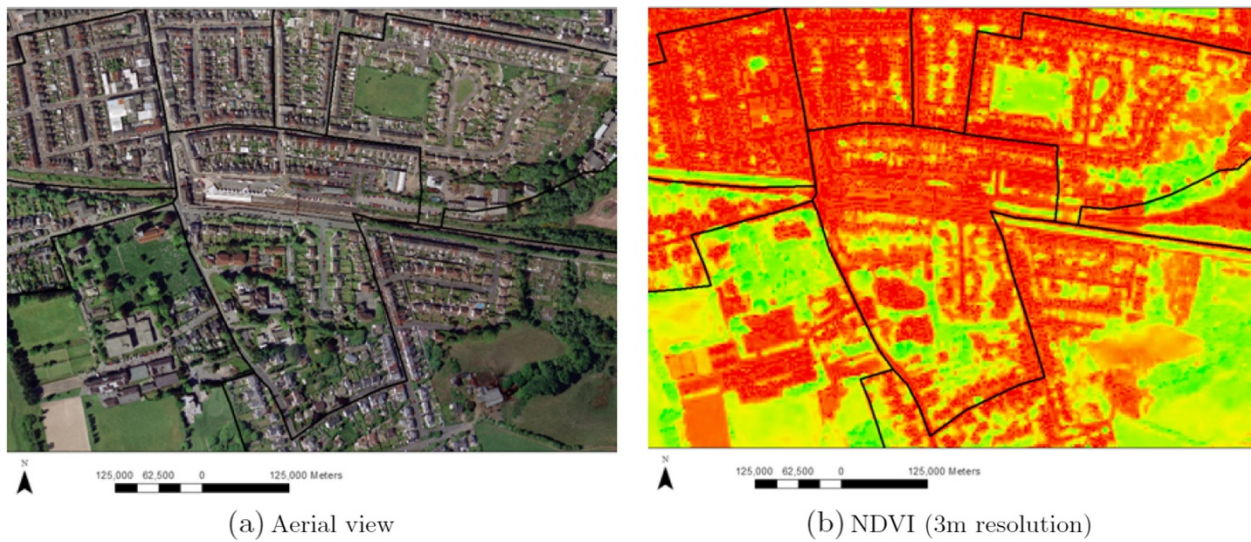 N
125,000 62,500 0 125,000 Meters
N
125,000 62,500 0 125,000 Meters
(a) Aerial view
(b) NDVI (3m resolution)